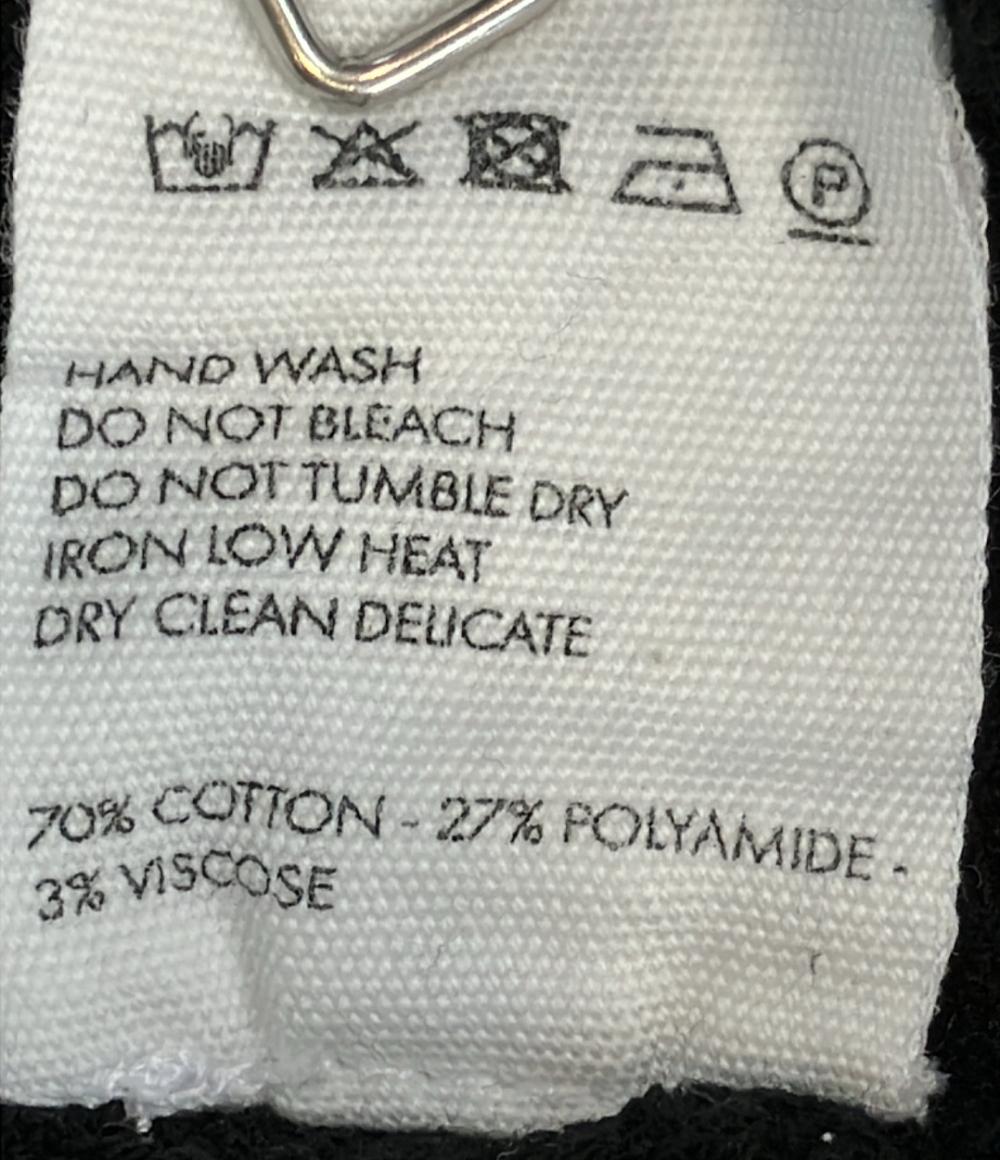 P
HAND WASH
DO NOT BLEACH
DO NOT TUMBLE DRY
IRON LOW HEAT
DRY CLEAN DELICATE
70% COTTON - 27% POLYAMIDE -
3% VISCOSE